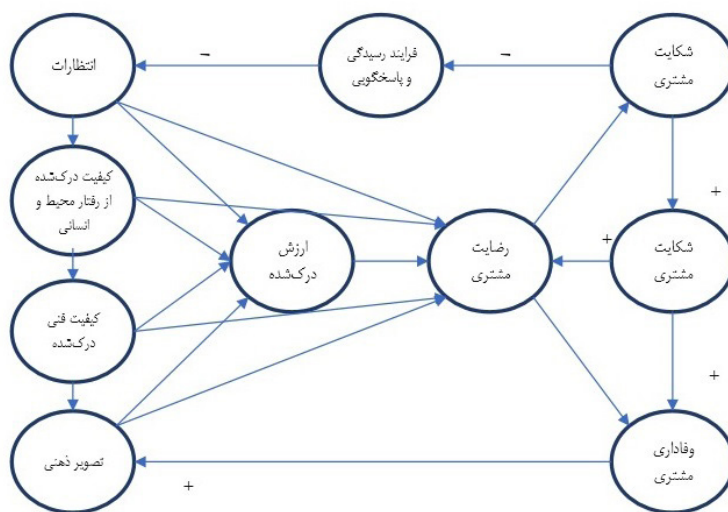 شکایت
مشتری
−
فرایند رسیدگی
و پاسخگویی
−
انتظارات
کیفیت درک‌شده
از رفتار محیط و
انسانی
+
ارزش
درک‌شده
رضایت
مشتری
+
شکایت
مشتری
کیفیت فنی
درک‌شده
+
تصویر ذهنی
+
وفاداری
مشتری